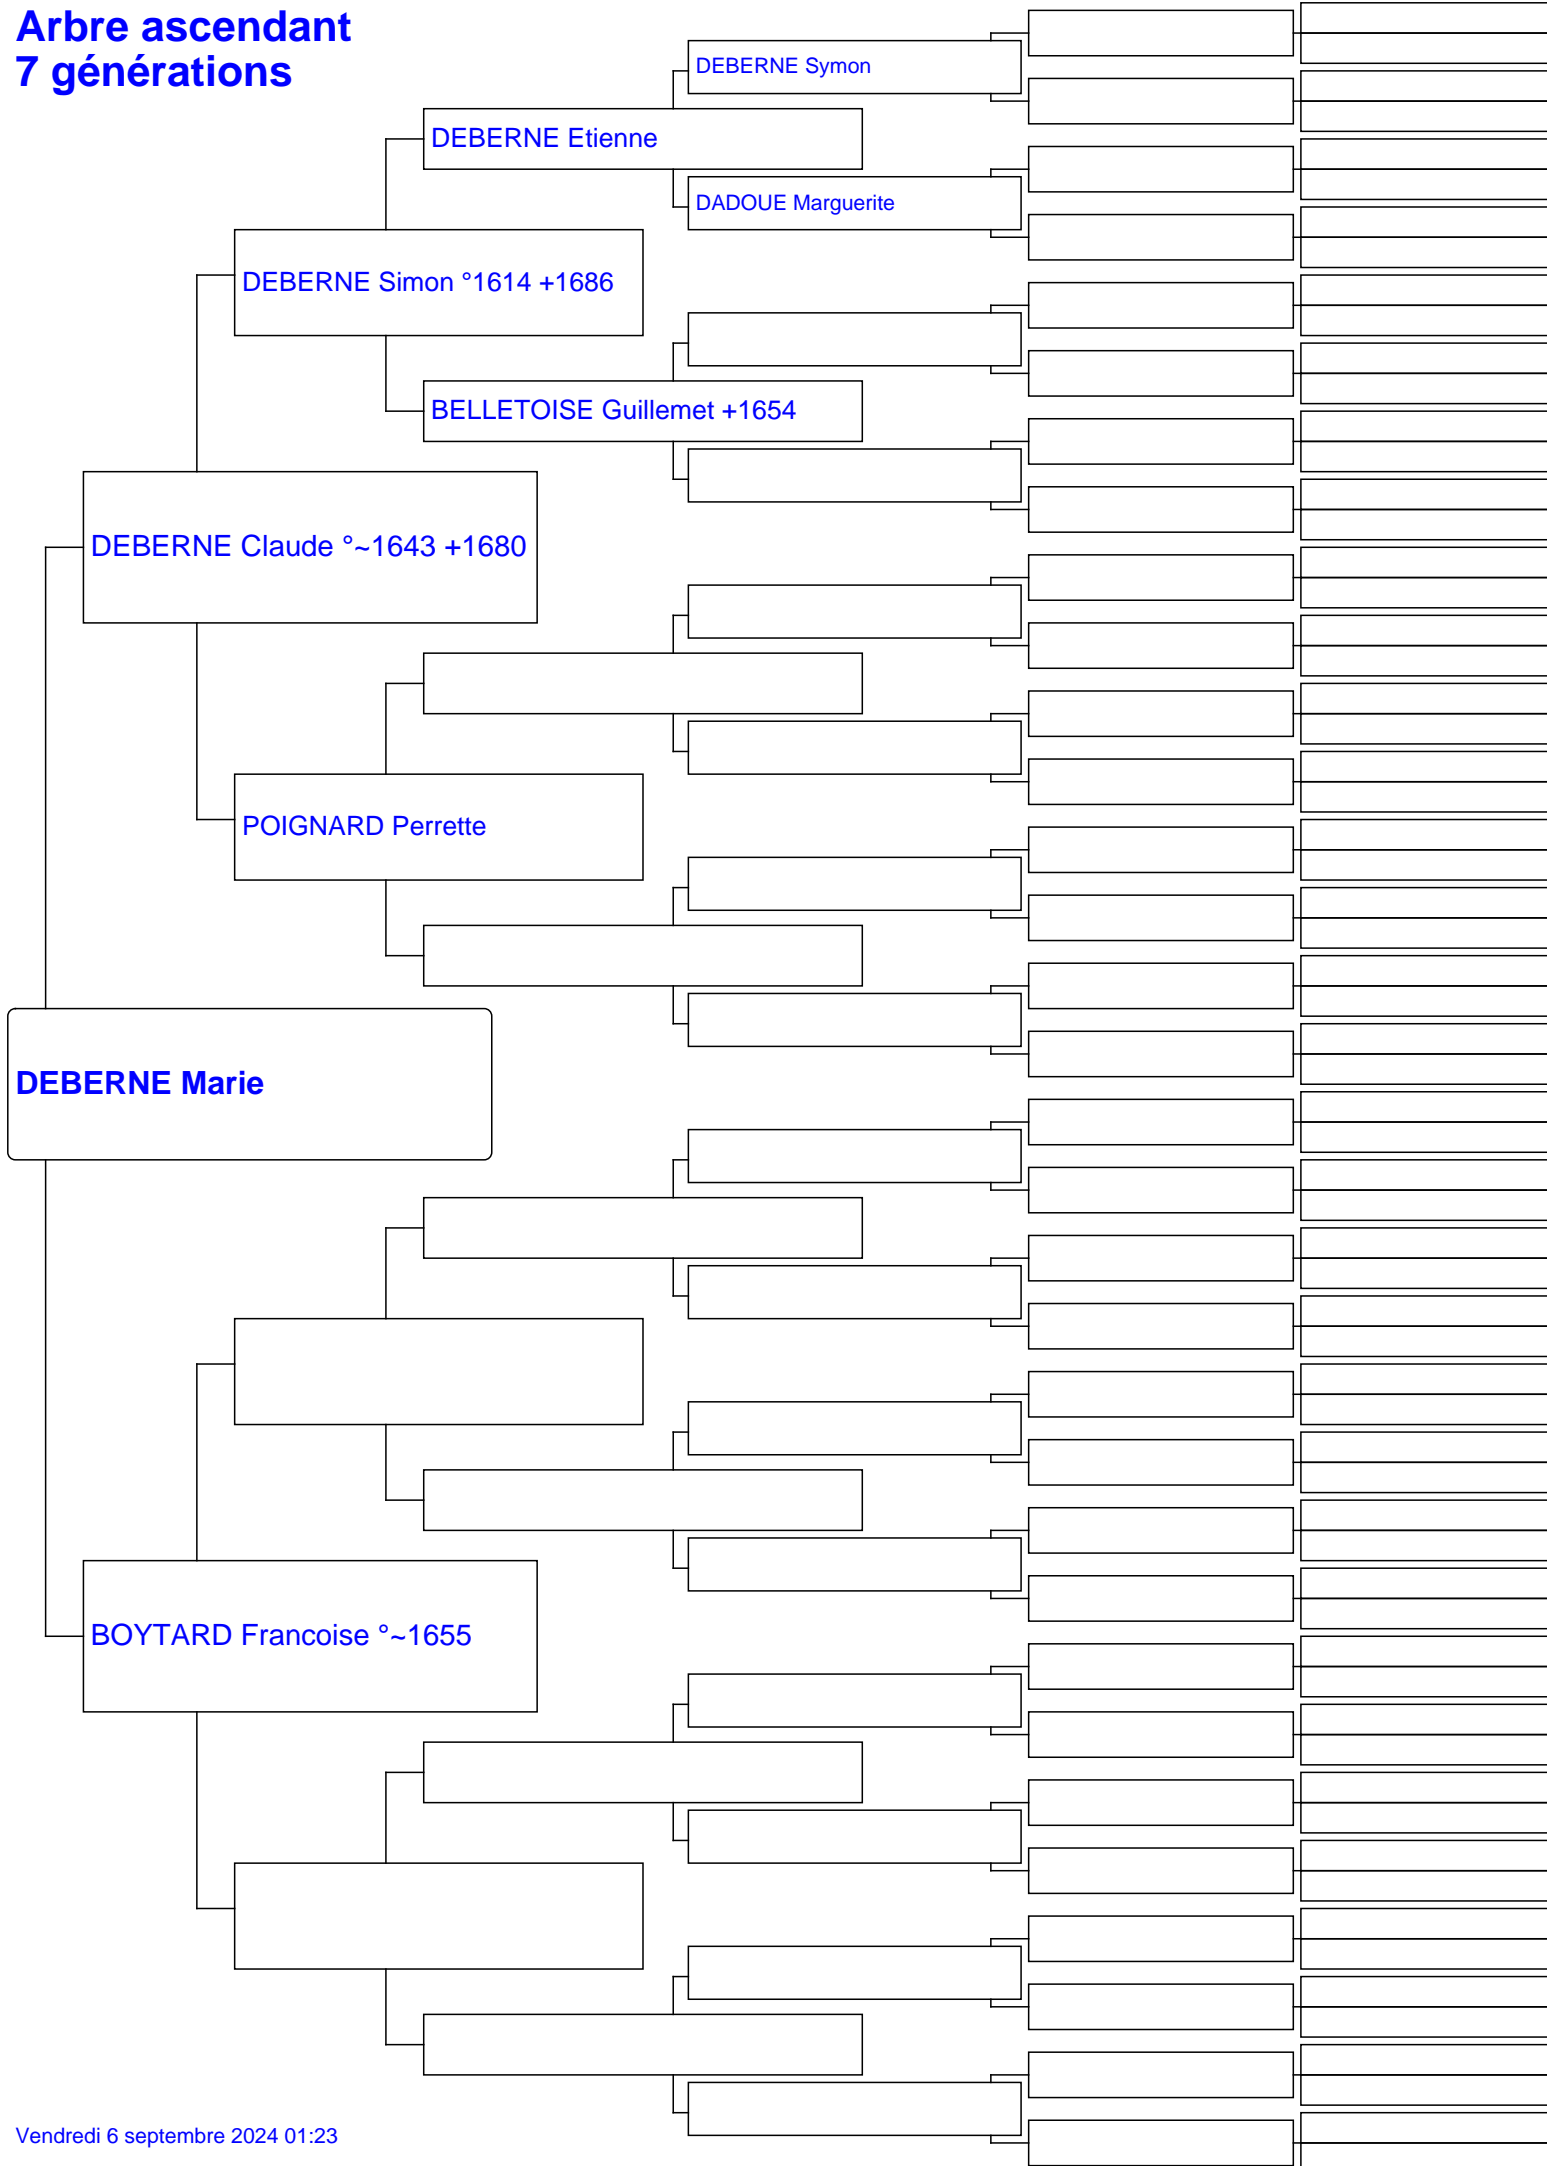 Arbre ascendant
7 générations
DEBERNE Symon
DEBERNE Etienne
DADOUE Marguerite
DEBERNE Simon °1614 +1686
BELLETOISE Guillemet +1654
DEBERNE Claude °~1643 +1680
POIGNARD Perrette
DEBERNE Marie
BOYTARD Francoise °~1655
Vendredi 6 septembre 2024 01:23